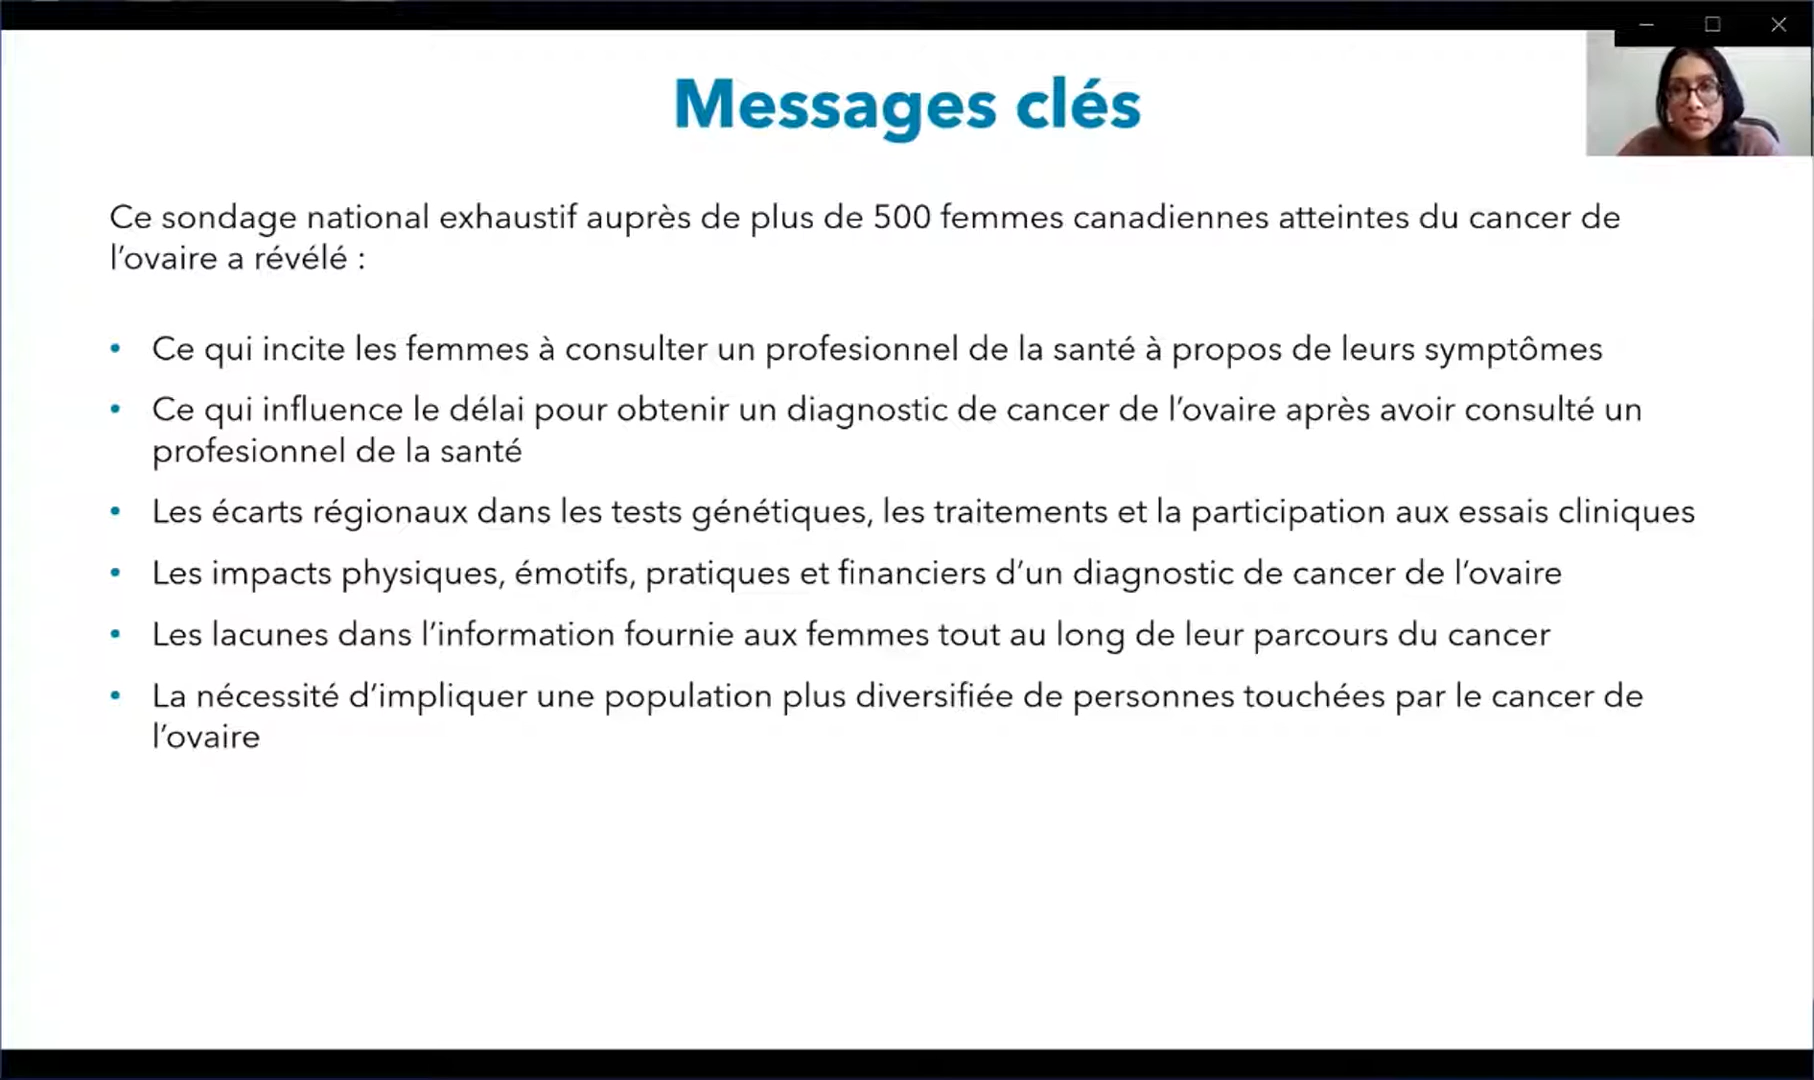 Messages clés
Ce sondage national exhaustif auprès de plus de 500 femmes canadiennes atteintes du cancer de
l’ovaire a révélé :
• Ce qui incite les femmes à consulter un profesionnel de la santé à propos de leurs symptômes
• Ce qui influence le délai pour obtenir un diagnostic de cancer de l’ovaire après avoir consulté un
profesionnel de la santé
• Les écarts régionaux dans les tests génétiques, les traitements et la participation aux essais cliniques
• Les impacts physiques, émotifs, pratiques et financiers d’un diagnostic de cancer de l’ovaire
• Les lacunes dans l’information fournie aux femmes tout au long de leur parcours du cancer
• La nécessité d’impliquer une population plus diversifiée de personnes touchées par le cancer de
l’ovaire